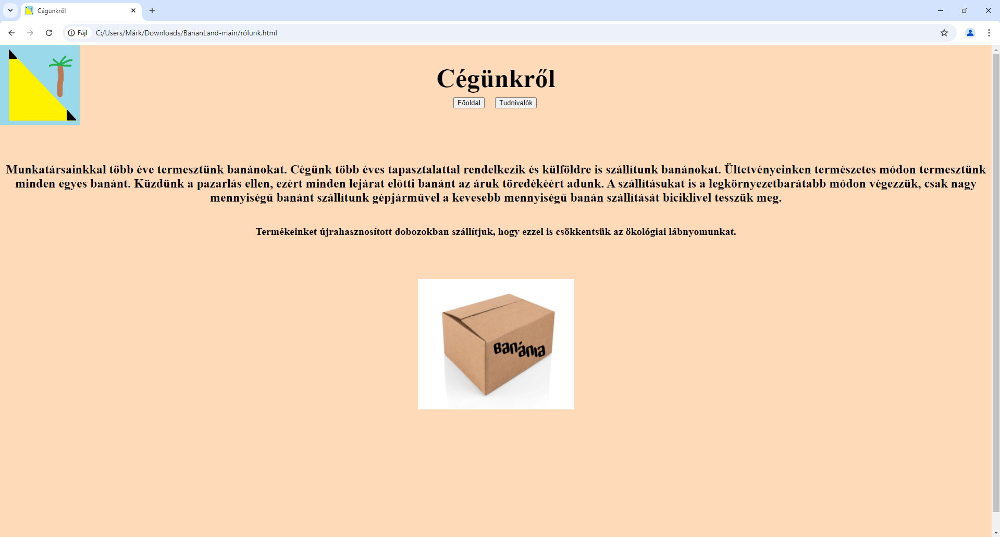 Cégünkről
Fájl
C:/Users/Márk/Downloads/BananLand-main/rólunk.html
Cégünkről
Főoldal
Tudnivalók
Munkatársainkkal több éve termesztünk banánokat. Cégünk több éves tapasztalattal rendelkezik és külföldre is szállítunk banánokat. Ültetvényeinken természetes módon termesztünk
minden egyes banánt. Küzdünk a pazarlás ellen, ezért minden lejárat előtti banánt az áruk töredékéért adunk. A szállításukat is a legkörnyezetbarátabb módon végezzük, csak nagy
mennyiségű banánt szállítunk gépjárművel a kevesebb mennyiségű banán szállítását biciklivel tesszük meg.
Termékeinket újrahasznosított dobozokban szállítjuk, hogy ezzel is csökkentsük az ökológiai lábnyomunkat.
Banánia